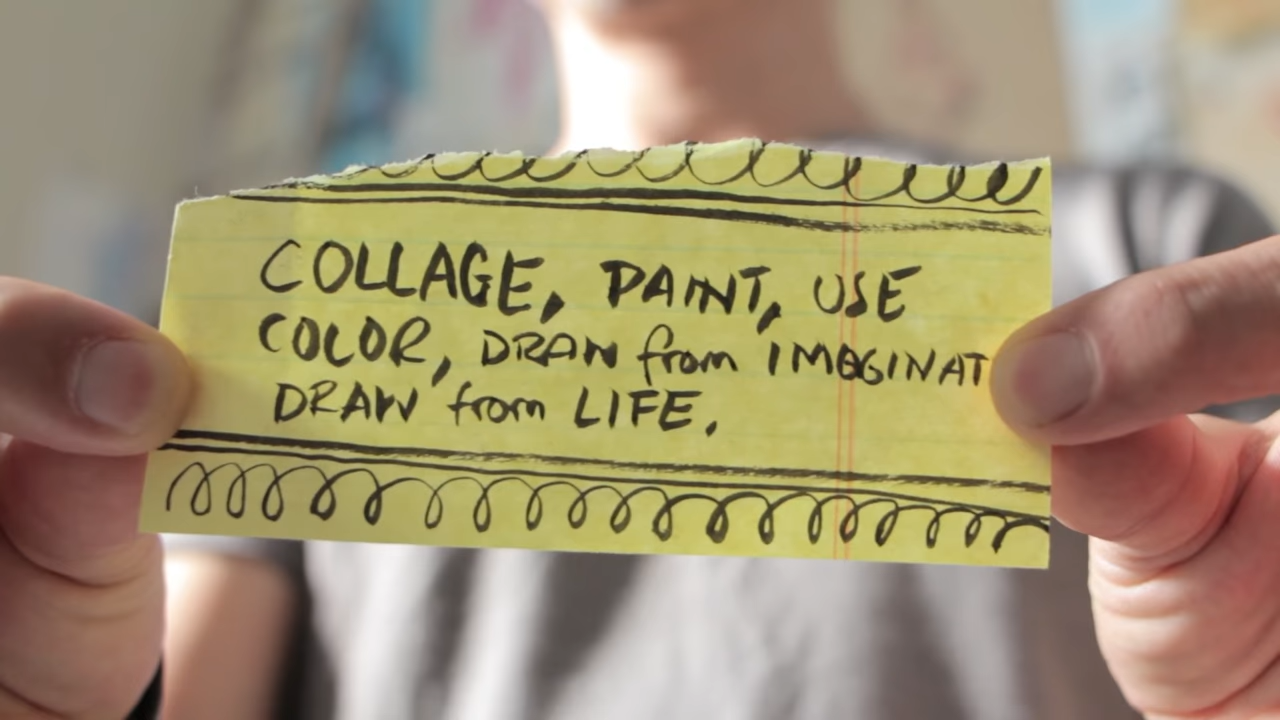 COLLAGE, PAINT, USE
COLOR, DRAW from IMAGINAT
DRAW from LIFE.